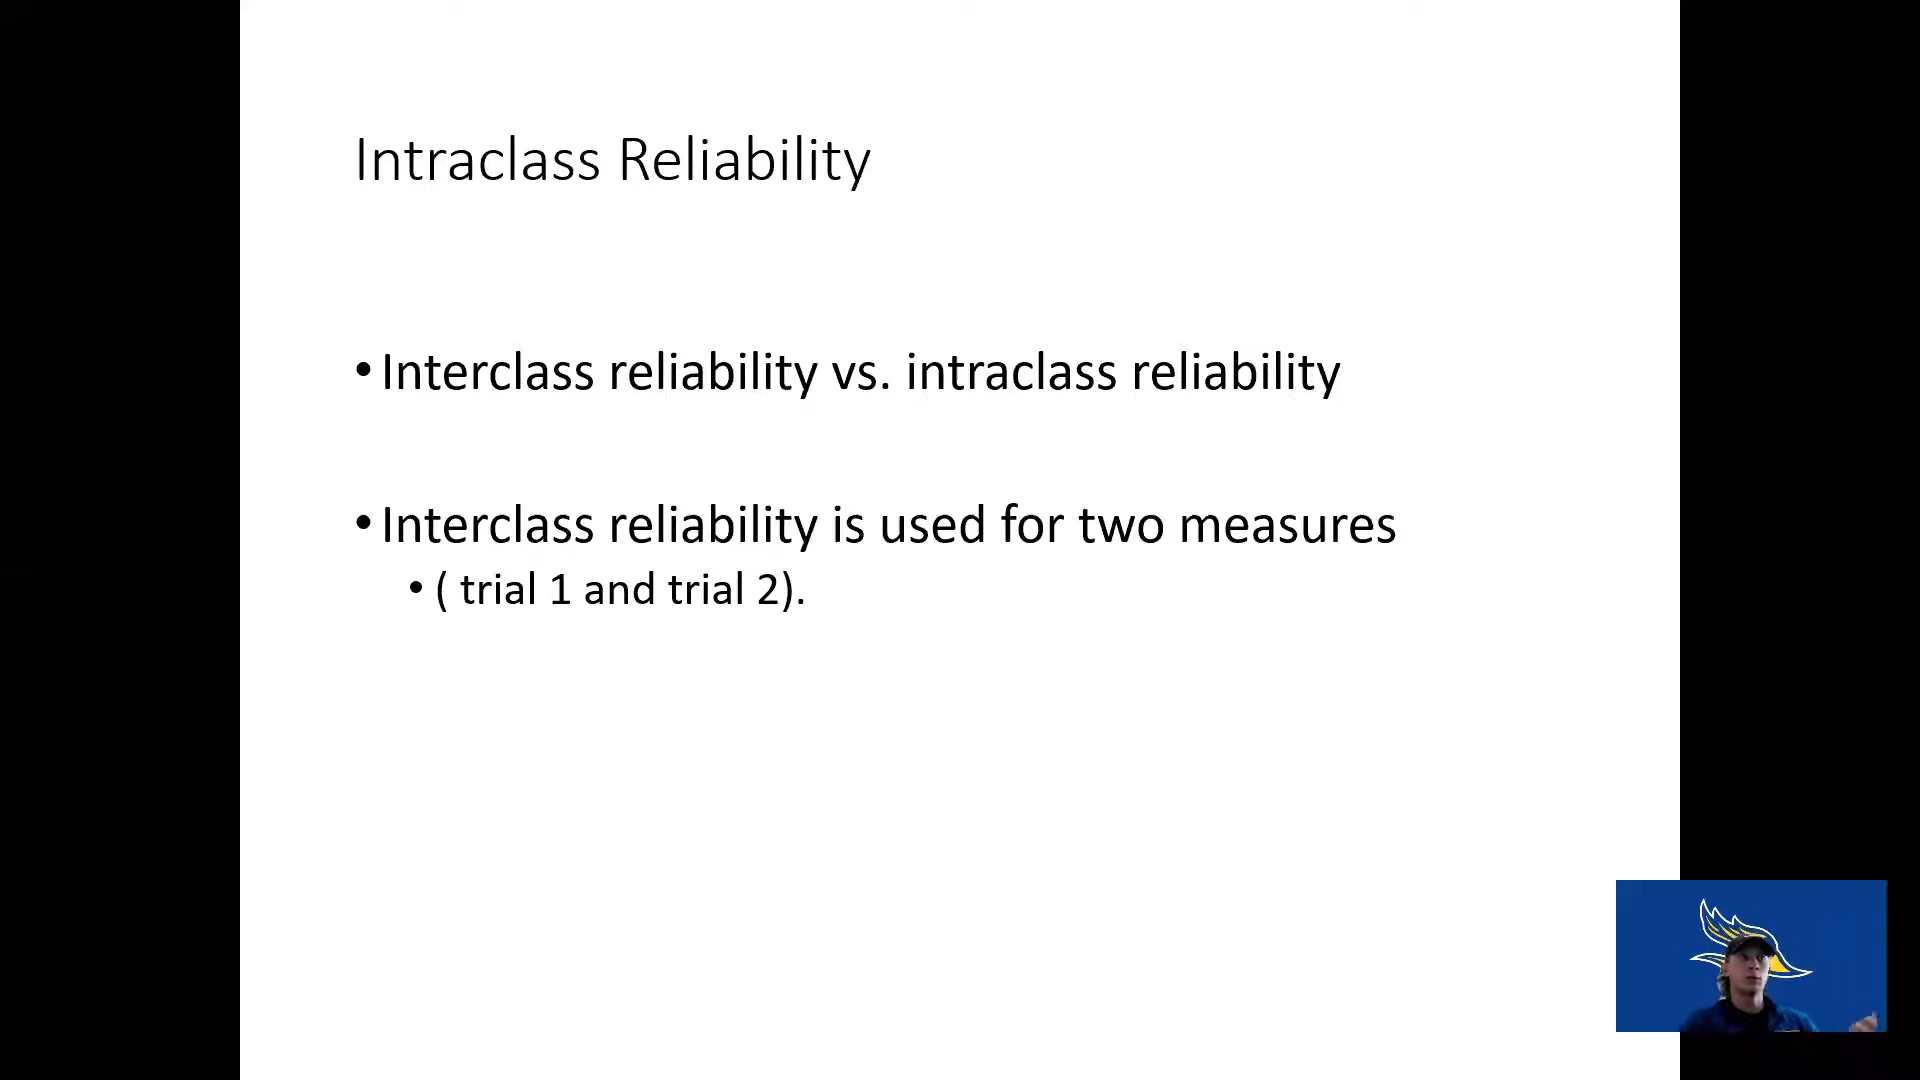 Intraclass Reliability
• Interclass reliability vs. intraclass reliability
• Interclass reliability is used for two measures
• ( trial 1 and trial 2).